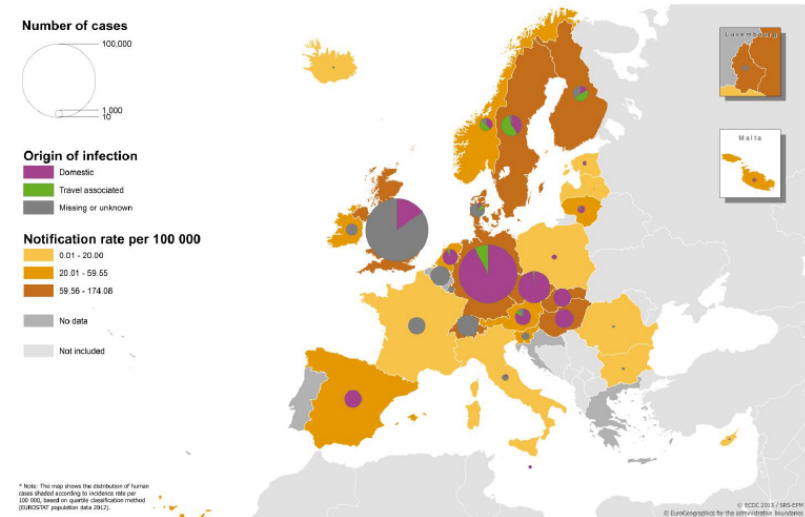 Number of cases
100,000
1,000
10
Origin of infection
Domestic
Travel associated
Missing or unknown
Notification rate per 100 000
0.01 - 20.00
20.01 - 59.55
59.56 - 174.08
No data
Not included
Luxembourg
Malta
* Note: The map shows the distribution of human
cases shaded according to incidence rate per
100 000, based on quartile classification method
(EUROSTAT population data 2012).
© ECDC 2013 / SRS-EPM
© EuroGeographics for the administrative boundaries